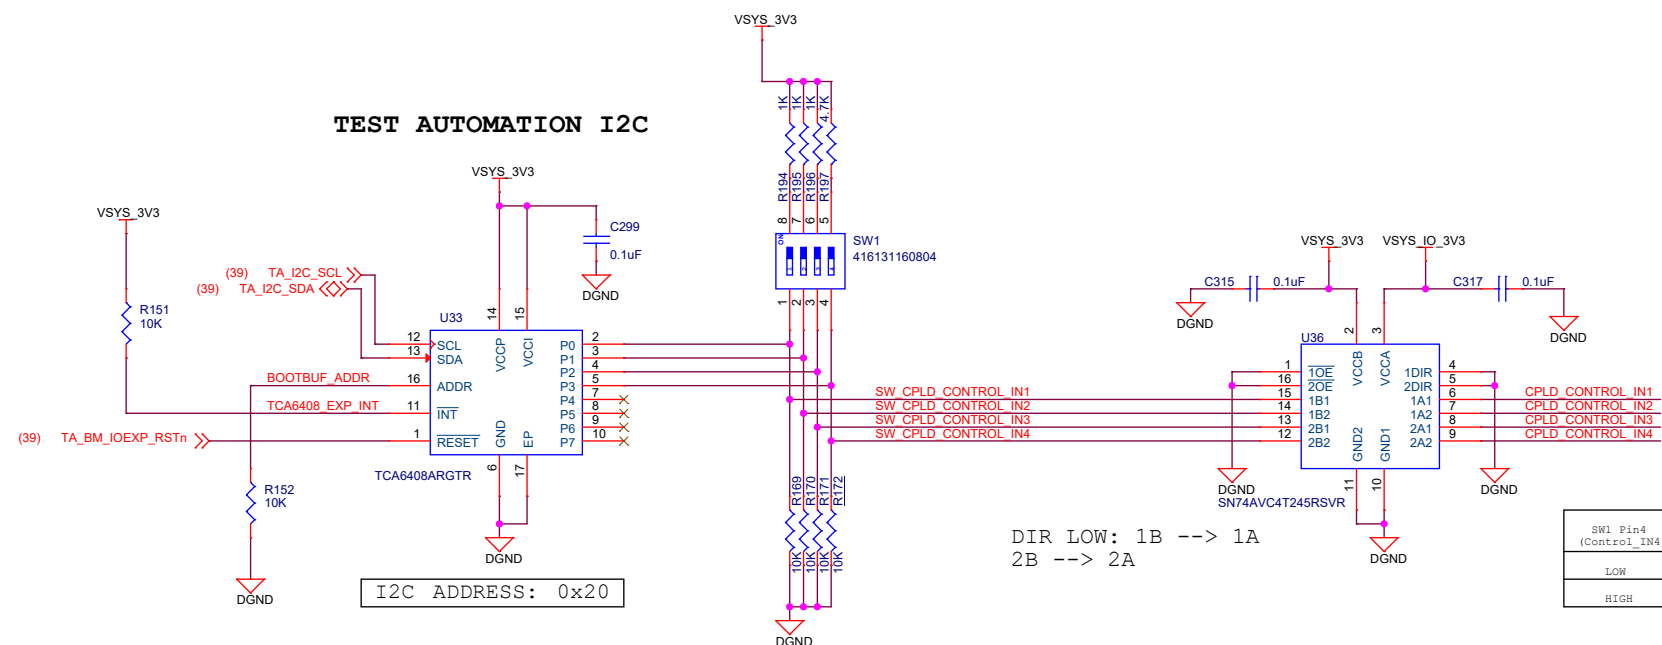 VSYS_3V3
1K
1K
1K
4.7K
TEST AUTOMATION I2C
R194
R195
R196
R197
VSYS_3V3
VSYS_3V3
8
7
6
5
C299
0.1uF
DGND
ON
1
2
3
4
SW1
416131160804
1
2
3
4
VSYS_3V3
VSYS_IO_3V3
C315
0.1uF
DGND
C317
0.1uF
DGND
(39) TA_I2C_SCL
(39) TA_I2C_SDA
R151
10K
U33
14
15
VCCP
VCCI
12
SCL
13
SDA
BOOTBUF_ADDR
16
ADDR
TCA6408_EXP_INT
11
INT
(39) TA_BM_IOEXP_RSTn
1
RESET
P0
2
P1
3
P2
4
P3
5
P4
7
P5
8
P6
9
P7
10
GND
EP
6
17
TCA6408ARGTR
DGND
R152
10K
DGND
I2C ADDRESS: 0x20
SW_CPLD_CONTROL_IN1
SW_CPLD_CONTROL_IN2
SW_CPLD_CONTROL_IN3
SW_CPLD_CONTROL_IN4
R169
R170
R171
R172
10K
10K
10K
10K
DGND
U36
2
3
VCCB
VCCA
1
1OE
16
2OE
15
1B1
14
1B2
13
2B1
12
2B2
1DIR
4
2DIR
5
1A1
6
1A2
7
2A1
8
2A2
9
GND2
GND1
11
10
CPLD_CONTROL_IN1
CPLD_CONTROL_IN2
CPLD_CONTROL_IN3
CPLD_CONTROL_IN4
DGND
SN74AVC4T245RSVR
DGND
DGND
DIR LOW: 1B --> 1A
2B --> 2A
SW1 Pin4
(Control_IN4
LOW
HIGH